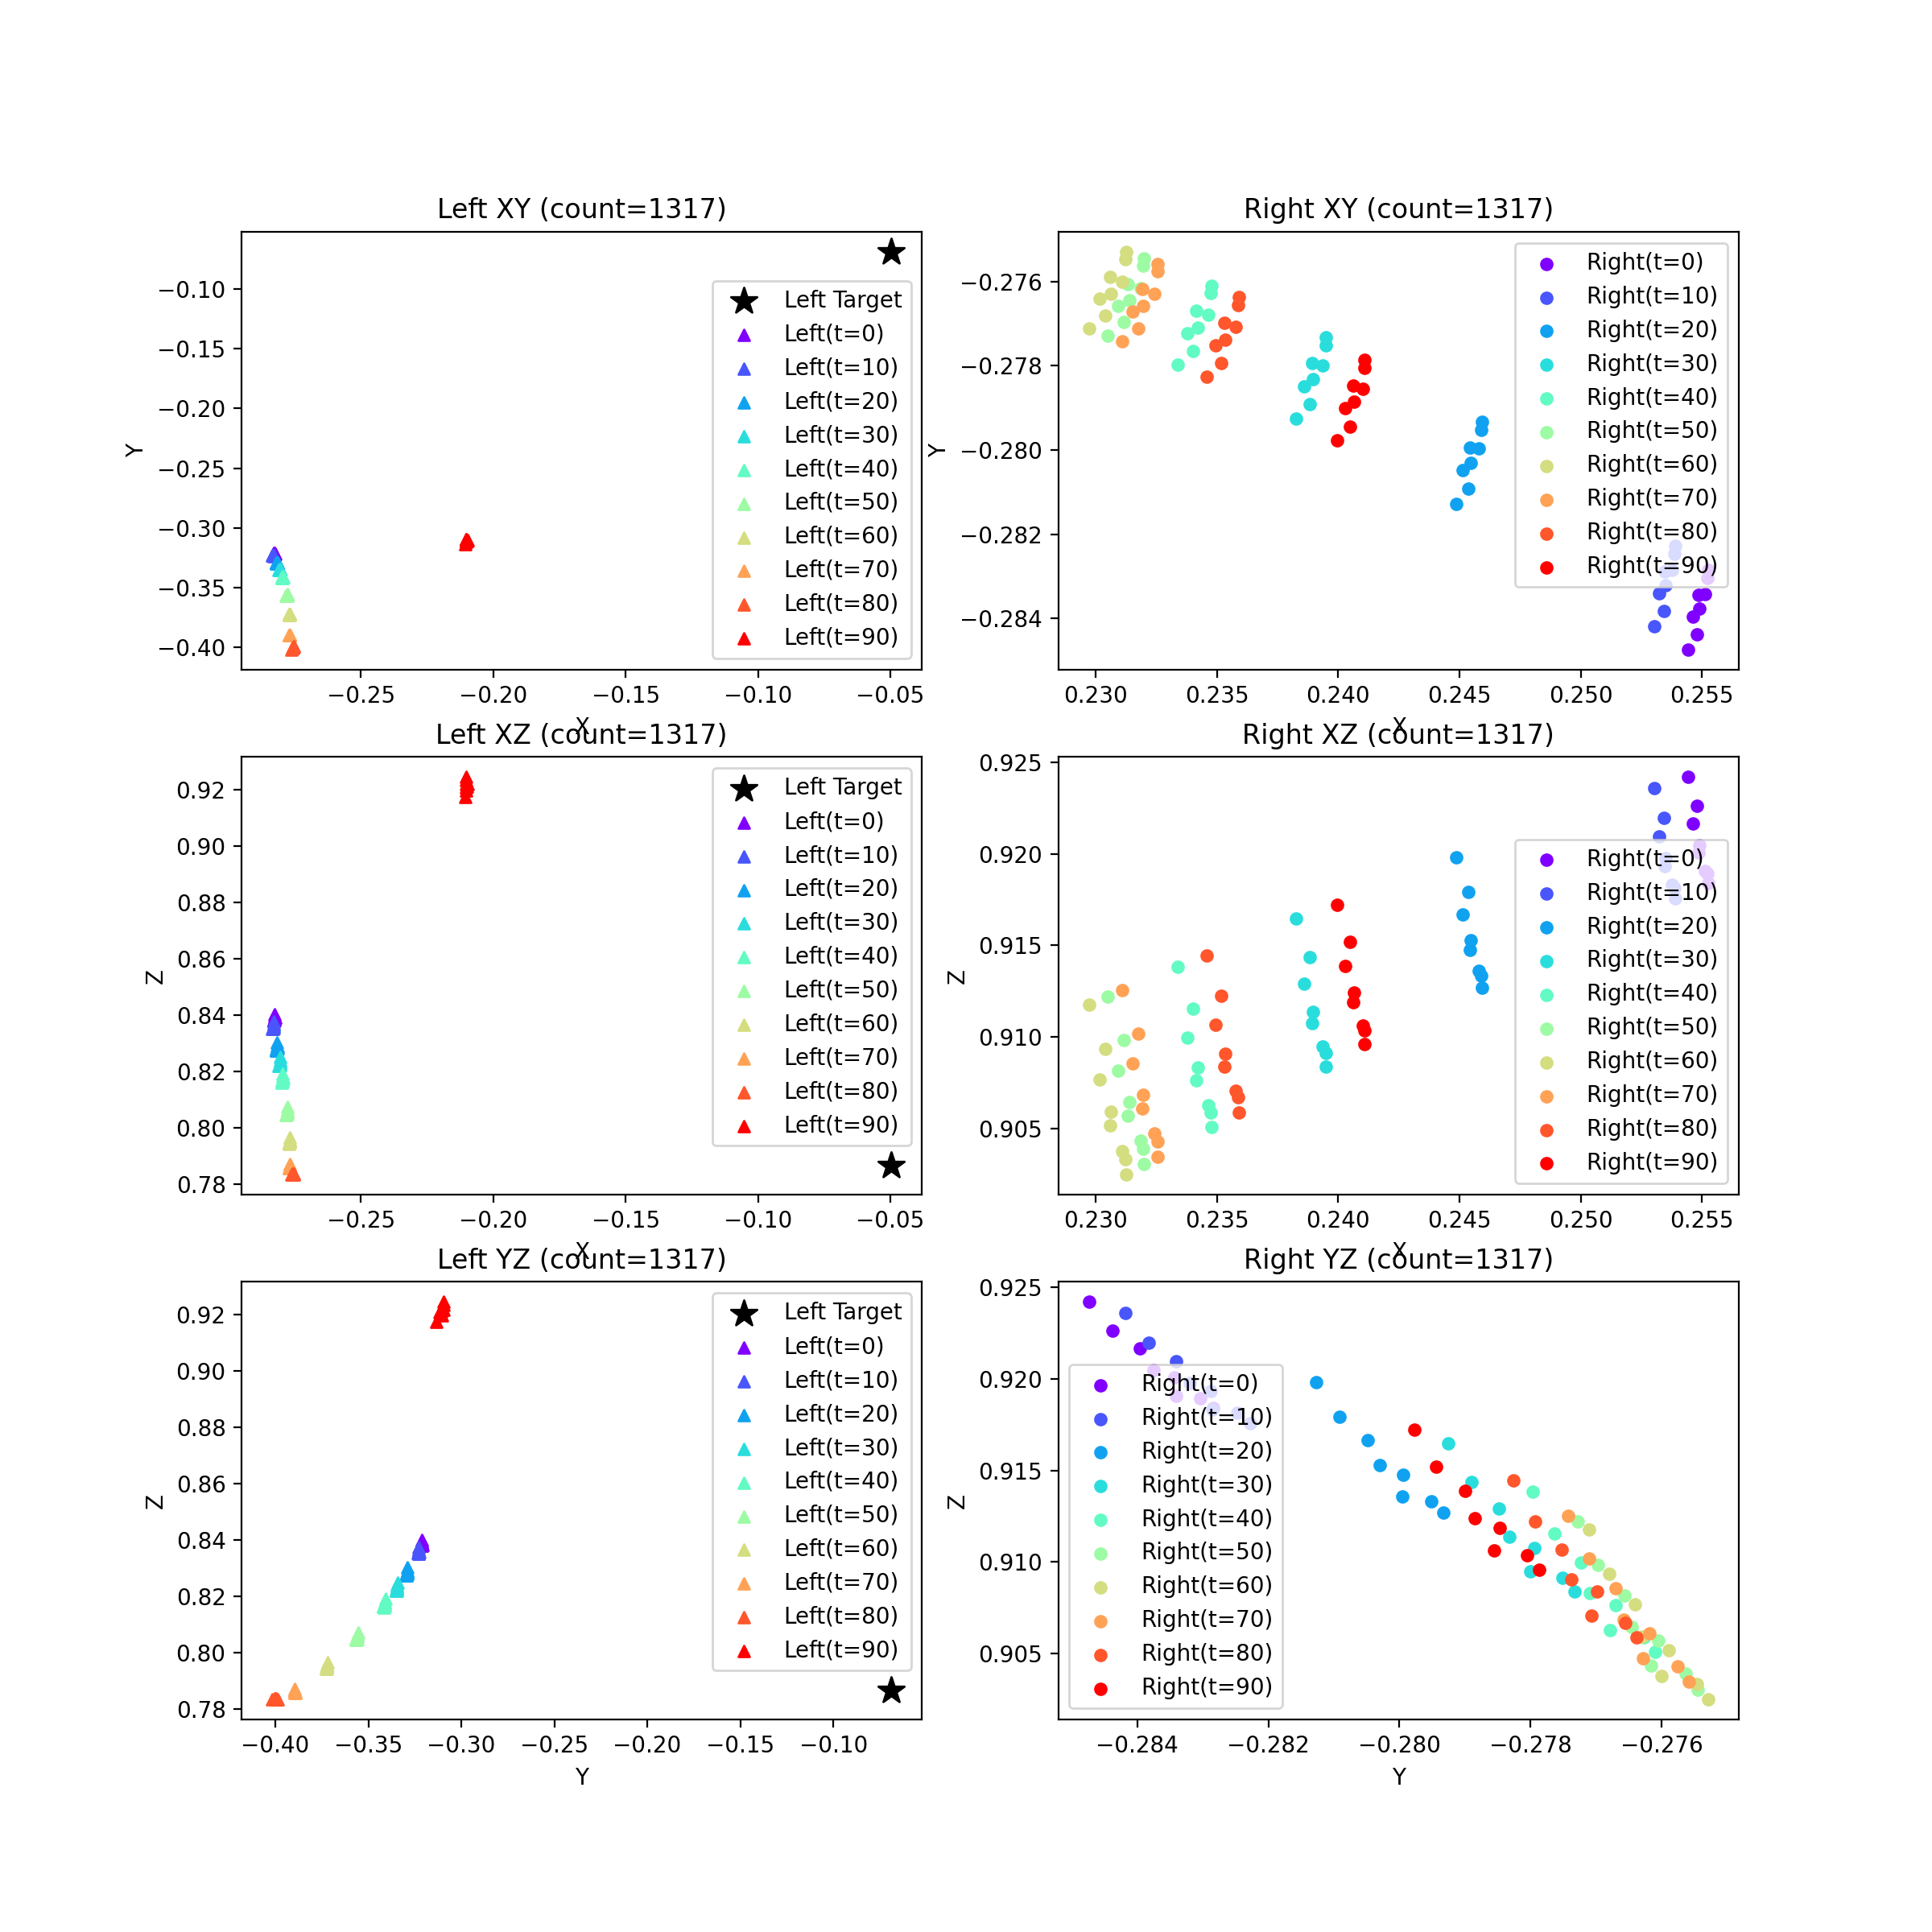 Left XY (count=1317)
Y
−0.10
−0.15
−0.20
−0.25
−0.30
−0.35
−0.40
Left Target
Left(t=0)
Left(t=10)
Left(t=20)
Left(t=30)
Left(t=40)
Left(t=50)
Left(t=60)
Left(t=70)
Left(t=80)
Left(t=90)
−0.25 −0.20 −0.15 −0.10 −0.05
X
Right XY (count=1317)
Y
−0.276
−0.278
−0.280
−0.282
−0.284
Right(t=0)
Right(t=10)
Right(t=20)
Right(t=30)
Right(t=40)
Right(t=50)
Right(t=60)
Right(t=70)
Right(t=80)
Right(t=90)
0.230 0.235 0.240 0.245 0.250 0.255
X
Left XZ (count=1317)
Z
0.92
0.90
0.88
0.86
0.84
0.82
0.80
0.78
Left Target
Left(t=0)
Left(t=10)
Left(t=20)
Left(t=30)
Left(t=40)
Left(t=50)
Left(t=60)
Left(t=70)
Left(t=80)
Left(t=90)
−0.25 −0.20 −0.15 −0.10 −0.05
X
Right XZ (count=1317)
Z
0.925
0.920
0.915
0.910
0.905
Right(t=0)
Right(t=10)
Right(t=20)
Right(t=30)
Right(t=40)
Right(t=50)
Right(t=60)
Right(t=70)
Right(t=80)
Right(t=90)
0.230 0.235 0.240 0.245 0.250 0.255
X
Left YZ (count=1317)
Z
0.92
0.90
0.88
0.86
0.84
0.82
0.80
0.78
Left Target
Left(t=0)
Left(t=10)
Left(t=20)
Left(t=30)
Left(t=40)
Left(t=50)
Left(t=60)
Left(t=70)
Left(t=80)
Left(t=90)
−0.40 −0.35 −0.30 −0.25 −0.20 −0.15 −0.10
Y
Right YZ (count=1317)
Z
0.925
0.920
0.915
0.910
0.905
Right(t=0)
Right(t=10)
Right(t=20)
Right(t=30)
Right(t=40)
Right(t=50)
Right(t=60)
Right(t=70)
Right(t=80)
Right(t=90)
−0.284 −0.282 −0.280 −0.278 −0.276
Y